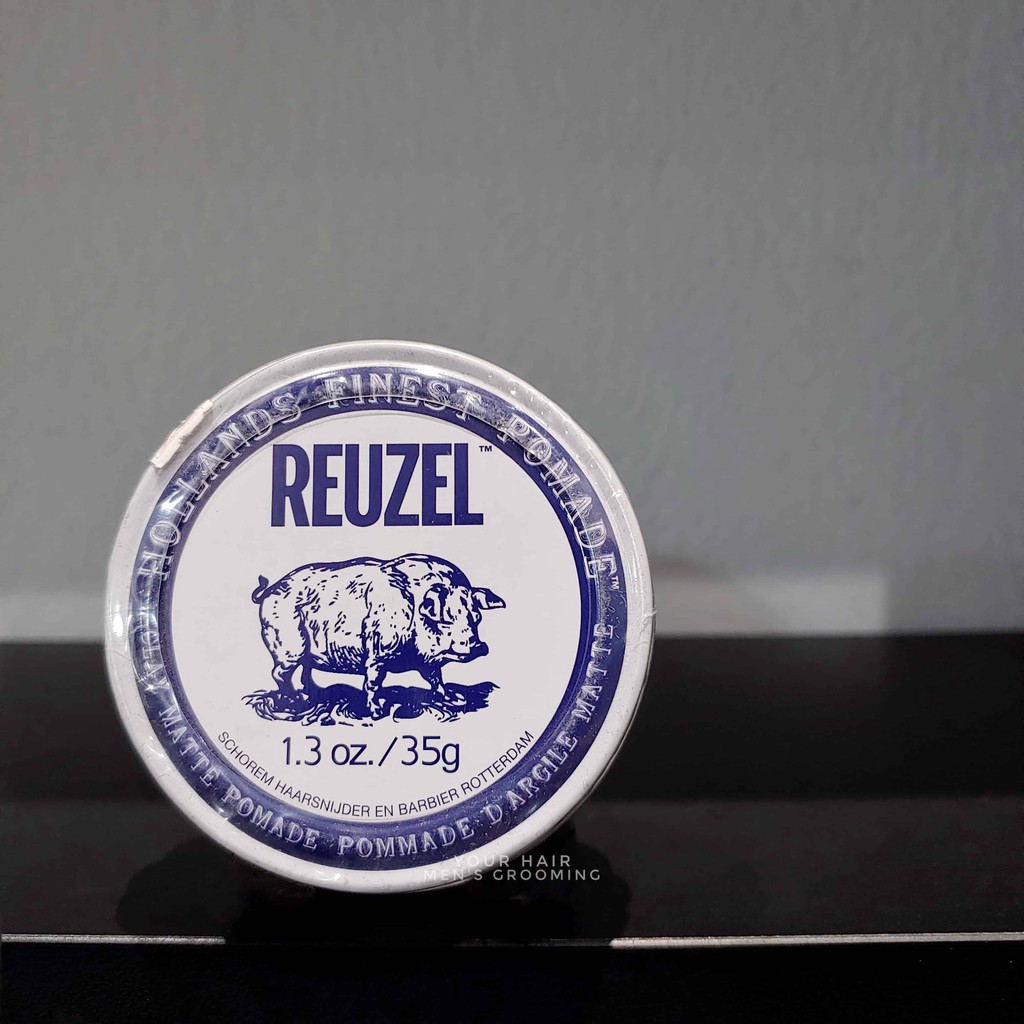 HOLLANDS FINEST POMADE™
REUZEL™
1.3 oz./35g
SCHOREM HAARSNIJDER EN BARBIER ROTTERDAM
CLAY MATTE POMADE POMMADE D'ARGILE MATTE
YOUR HAIR
MEN'S GROOMING